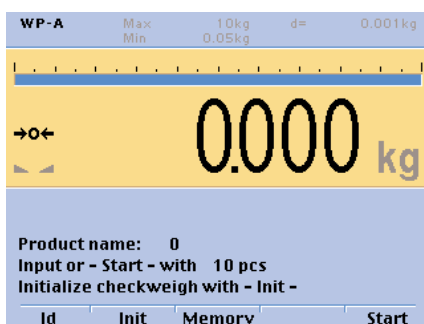 WP-A Max 10kg d= 0.001kg
Min 0.05kg
→0← 0.000 kg
Product name: 0
Input or - Start - with 10 pcs
Initialize checkweigh with - Init -
Id Init Memory Start